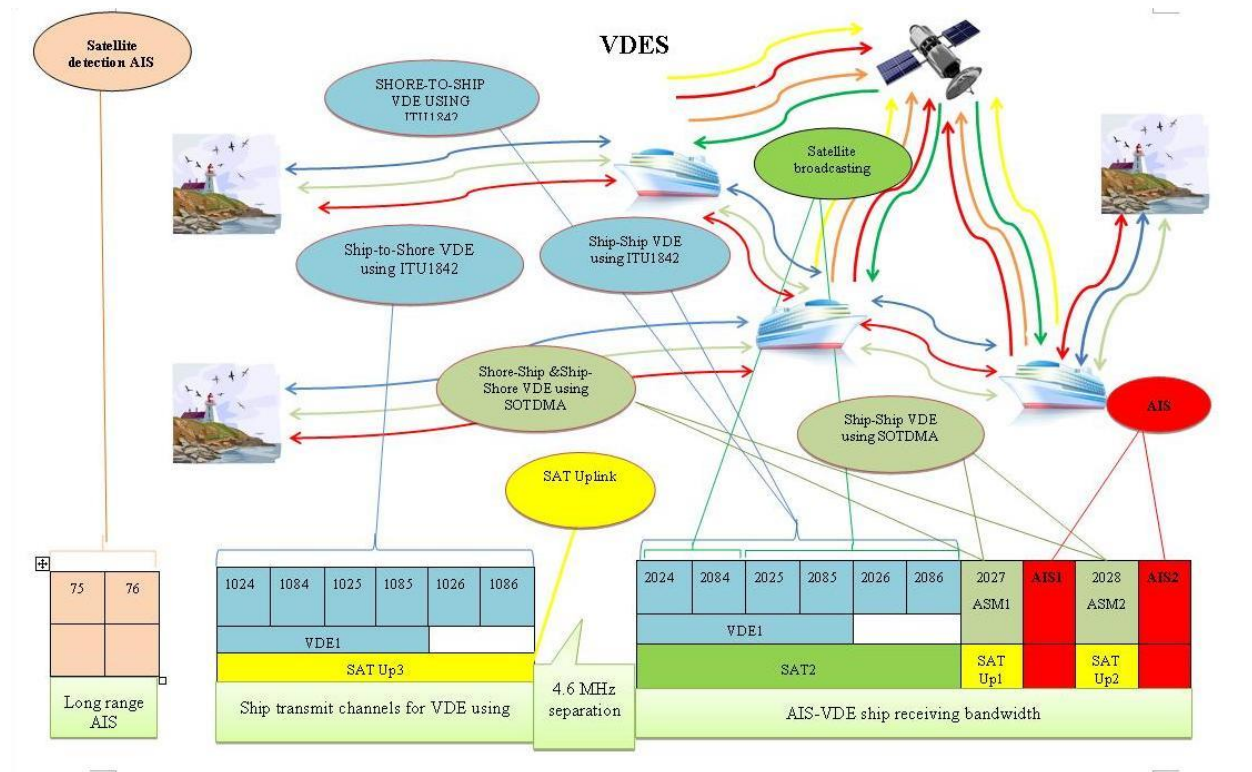 VDES
Satellite
detection AIS
SHORE-TO-SHIP
VDE USING
ITU1842
Satellite
broadcasting
Ship-to-Shore VDE
using ITU1842
Ship-Ship VDE
using ITU1842
Shore-Ship &Ship-
Shore VDE using
SOTDMA
Ship-Ship VDE
using SOTDMA
AIS
SAT Uplink
75
76
Long range
AIS
1024
1084
1025
1085
1026
1086
VDE1
SAT Up3
Ship transmit channels for VDE using
4.6 MHz
separation
2024
2084
2025
2085
2026
2086
2027
ASM1
AIS1
2028
ASM2
AIS2
VDE1
SAT2
SAT
Up1
SAT
Up2
AIS-VDE ship receiving bandwidth